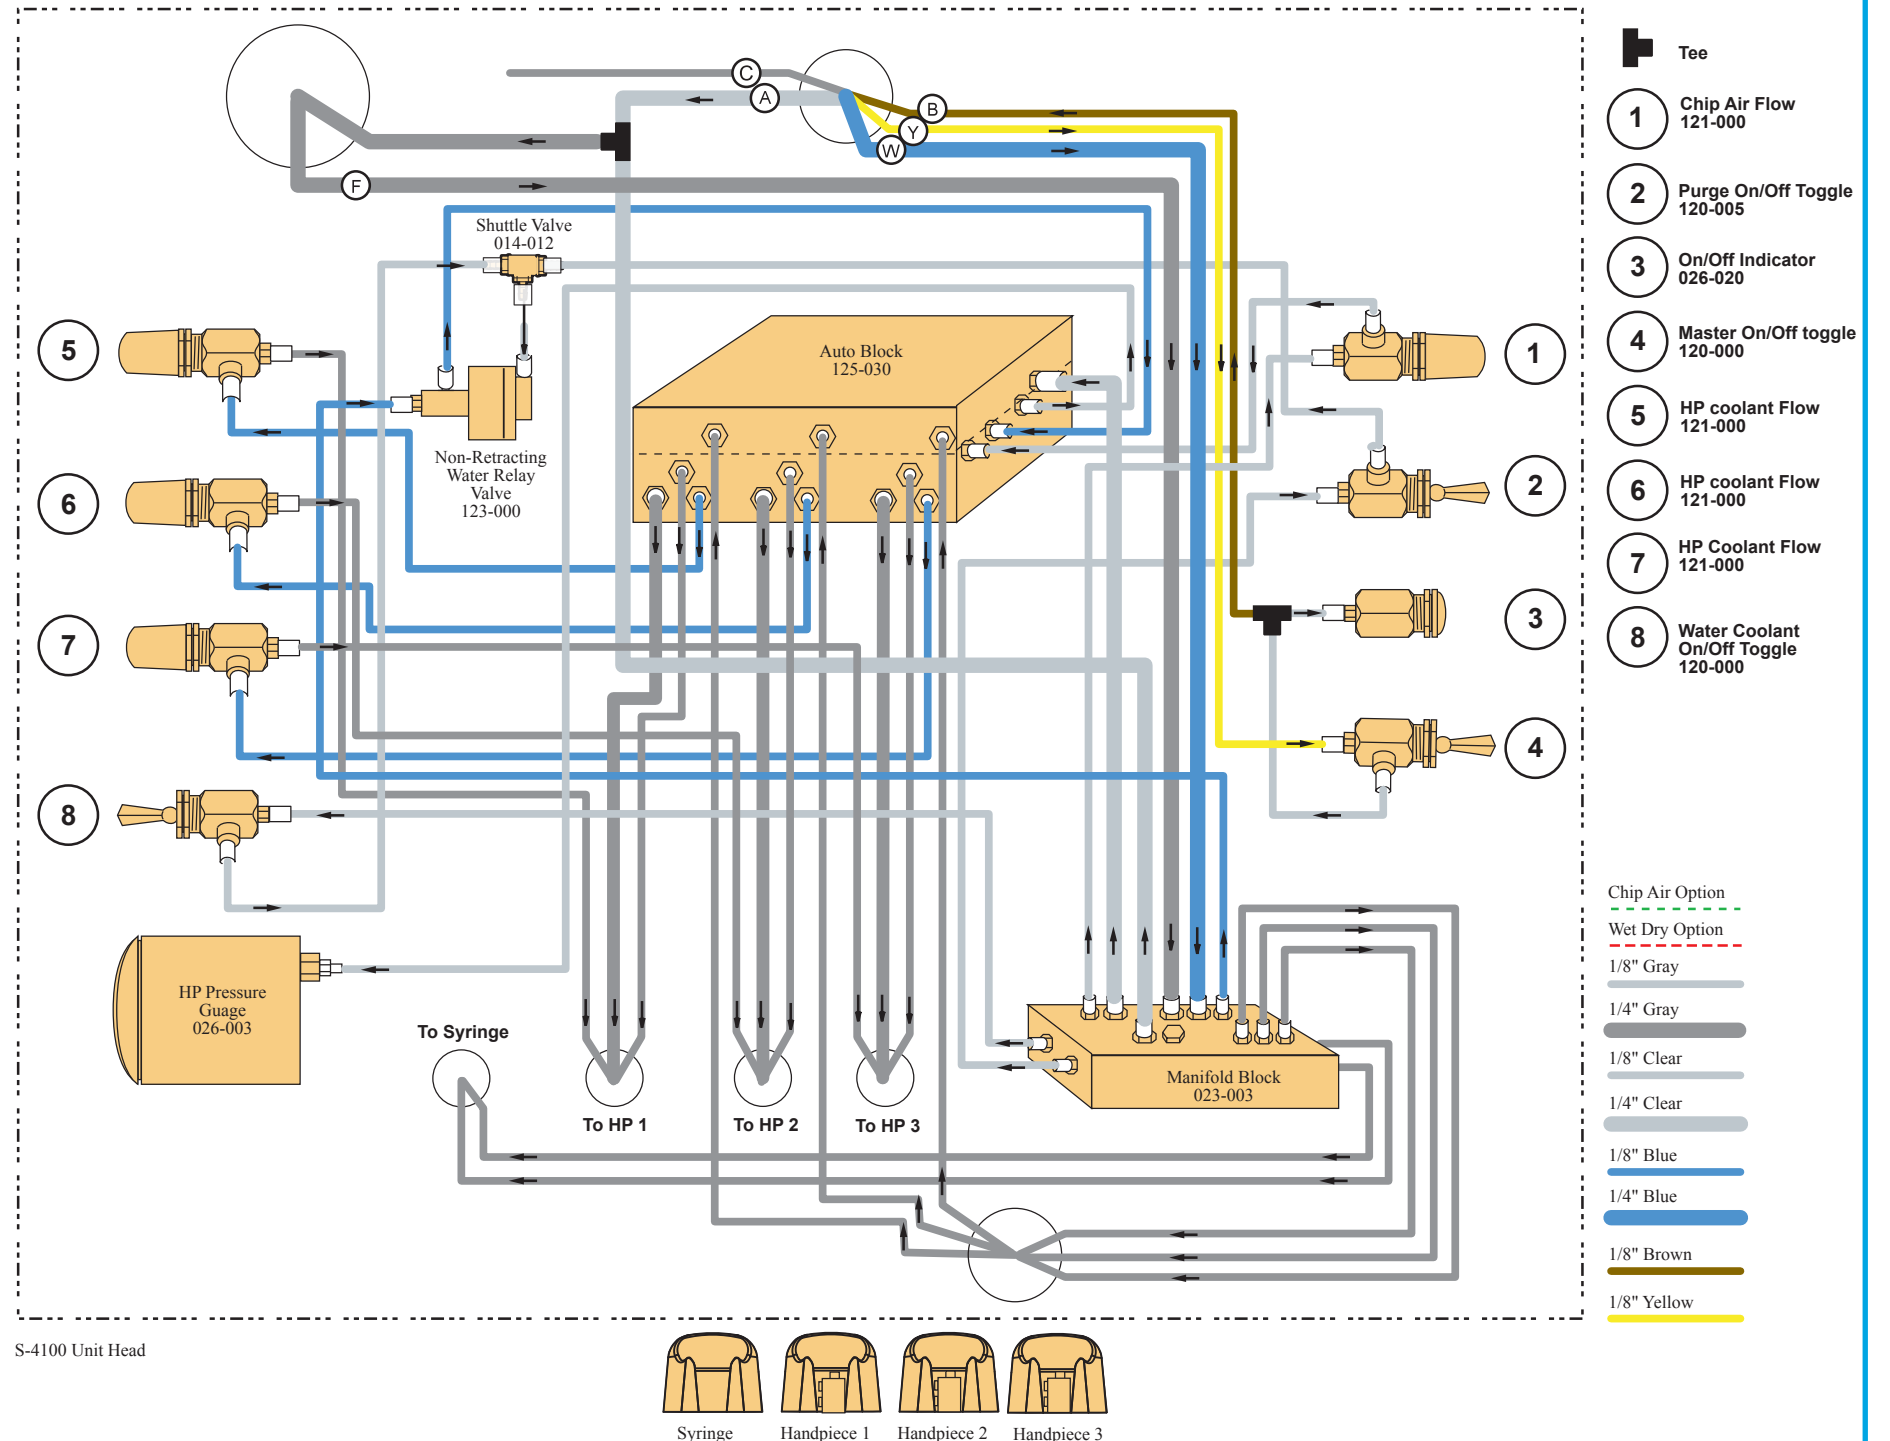 C
A
B
Y
W
F
Shuttle Valve
014-012
Auto Block
125-030
Non-Retracting
Water Relay
Valve
123-000
5
6
7
8
1
2
3
4
HP Pressure
Guage
026-003
To Syringe
To HP 1
To HP 2
To HP 3
Manifold Block
023-003
Tee
1
Chip Air Flow
121-000
2
Purge On/Off Toggle
120-005
3
On/Off Indicator
026-020
4
Master On/Off toggle
120-000
5
HP coolant Flow
121-000
6
HP coolant Flow
121-000
7
HP Coolant Flow
121-000
8
Water Coolant
On/Off Toggle
120-000
Chip Air Option
Wet Dry Option
1/8" Gray
1/4" Gray
1/8" Clear
1/4" Clear
1/8" Blue
1/4" Blue
1/8" Brown
1/8" Yellow
S-4100 Unit Head
Syringe
Handpiece 1
Handpiece 2
Handpiece 3